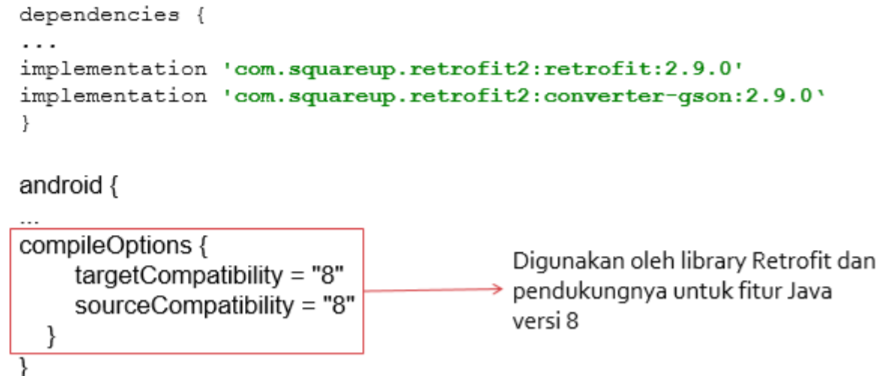 dependencies {
...
implementation 'com.squareup.retrofit2:retrofit:2.9.0'
implementation 'com.squareup.retrofit2:converter-gson:2.9.0‛
}
android {
...
compileOptions {
targetCompatibility = "8"
sourceCompatibility = "8"
}
}
Digunakan oleh library Retrofit dan
pendukungnya untuk fitur Java
versi 8